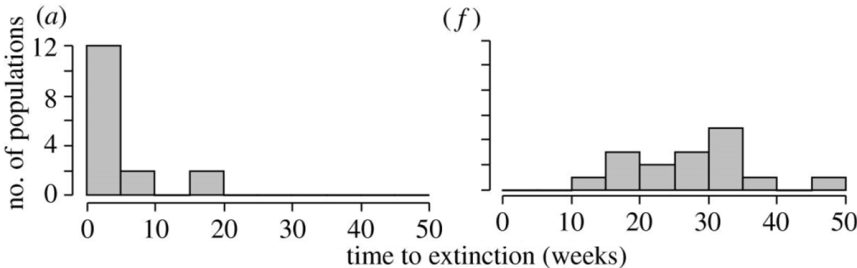 (a)
(f)
no. of populations
12
8
4
0
0 10 20 30 40 50
0 10 20 30 40 50
time to extinction (weeks)